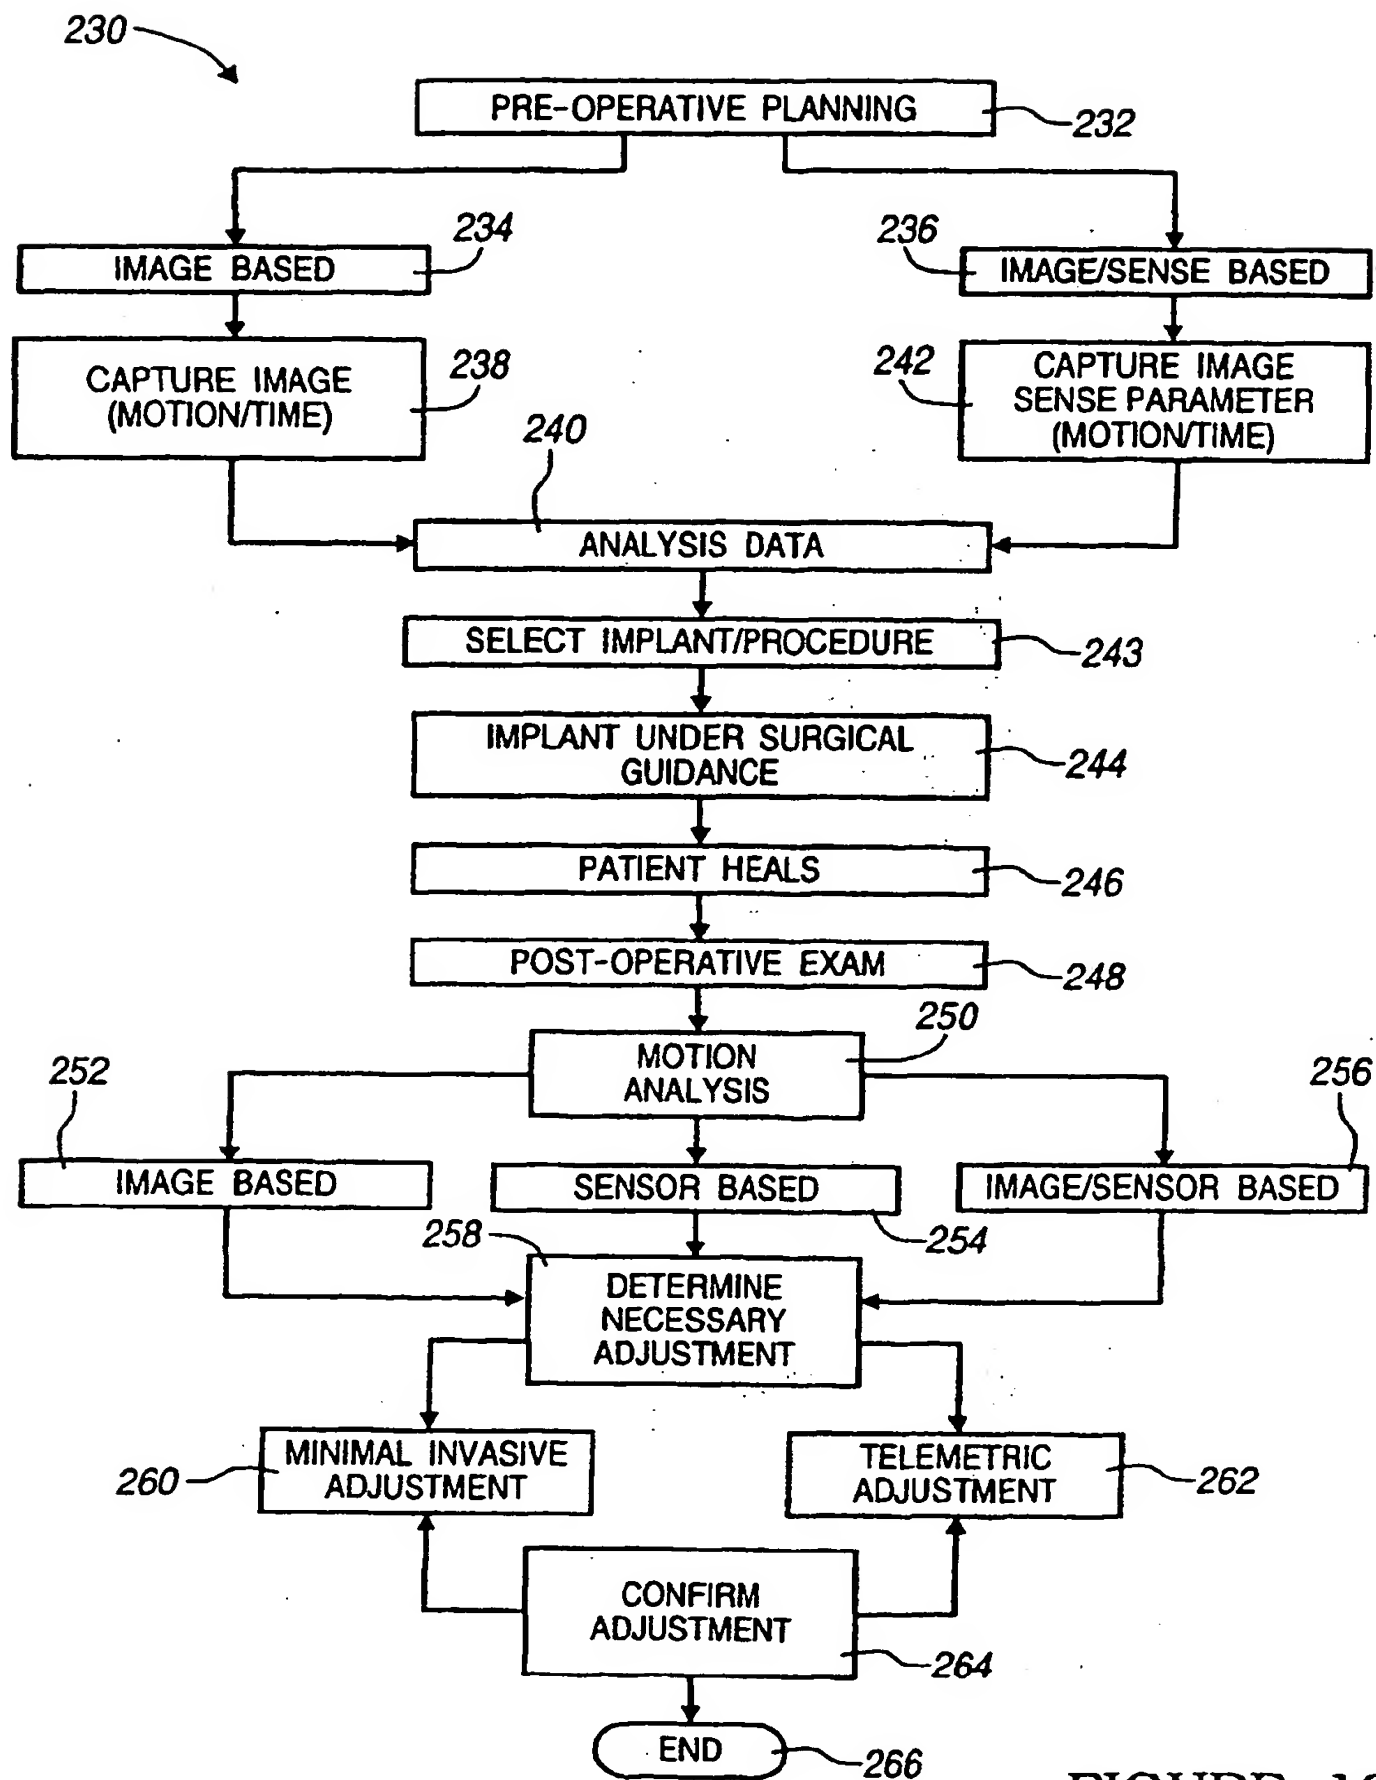 230
PRE-OPERATIVE PLANNING
232
234
236
IMAGE BASED
IMAGE/SENSE BASED
CAPTURE IMAGE
(MOTION/TIME)
238
242
CAPTURE IMAGE
SENSE PARAMETER
(MOTION/TIME)
240
ANALYSIS DATA
SELECT IMPLANT/PROCEDURE
243
IMPLANT UNDER SURGICAL
GUIDANCE
244
PATIENT HEALS
246
POST-OPERATIVE EXAM
248
250
MOTION
ANALYSIS
252
256
IMAGE BASED
SENSOR BASED
IMAGE/SENSOR BASED
258
254
DETERMINE
NECESSARY
ADJUSTMENT
MINIMAL INVASIVE
ADJUSTMENT
260
TELEMETRIC
ADJUSTMENT
262
CONFIRM
ADJUSTMENT
264
END
266